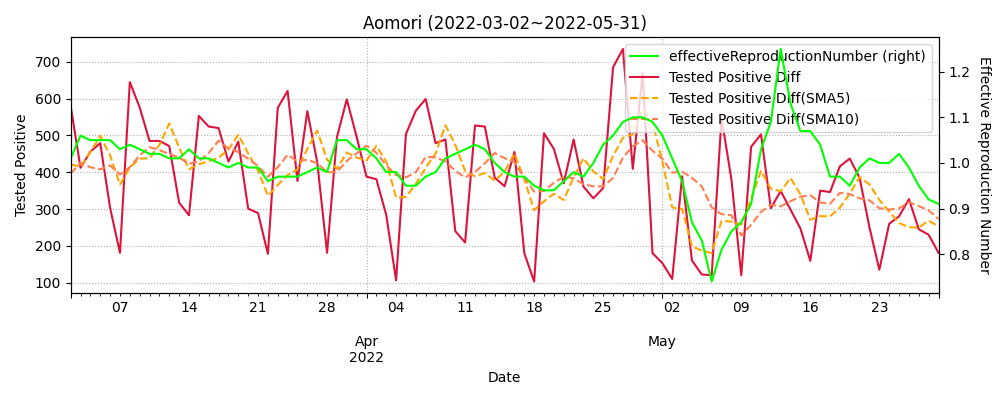 Aomori (2022-03-02~2022-05-31)
effectiveReproductionNumber (right)
Tested Positive Diff
Tested Positive Diff(SMA5)
Tested Positive Diff(SMA10)
Tested Positive
700
600
500
400
300
200
100
Effective Reproduction Number
1.2
1.1
1.0
0.9
0.8
07 14 21 28 04 11 18 25 02 09 16 23
Apr May
2022
Date